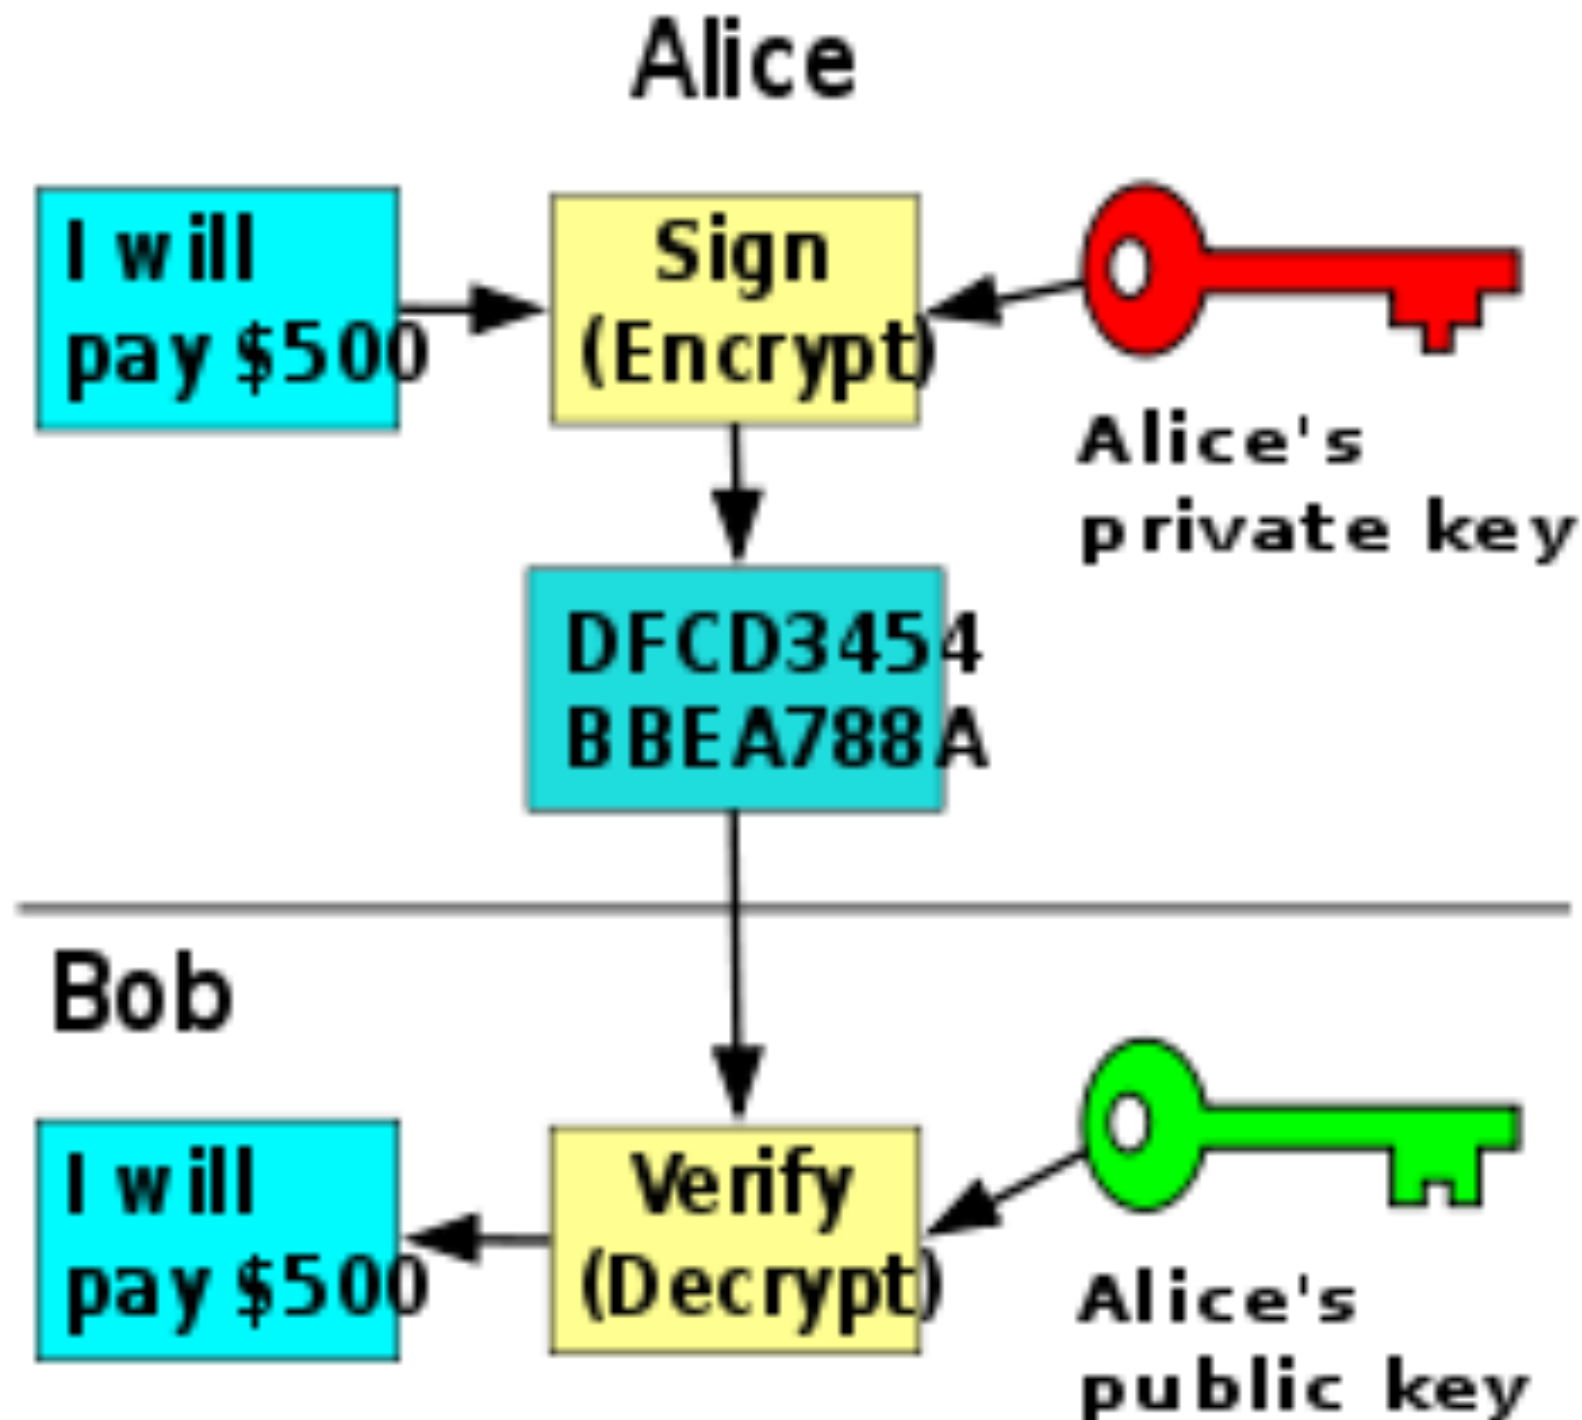 Alice
I will
pay $500
Sign
(Encrypt)
Alice's
private key
DFCD3454
BBEA788A
Bob
I will
pay $500
Verify
(Decrypt)
Alice's
public key